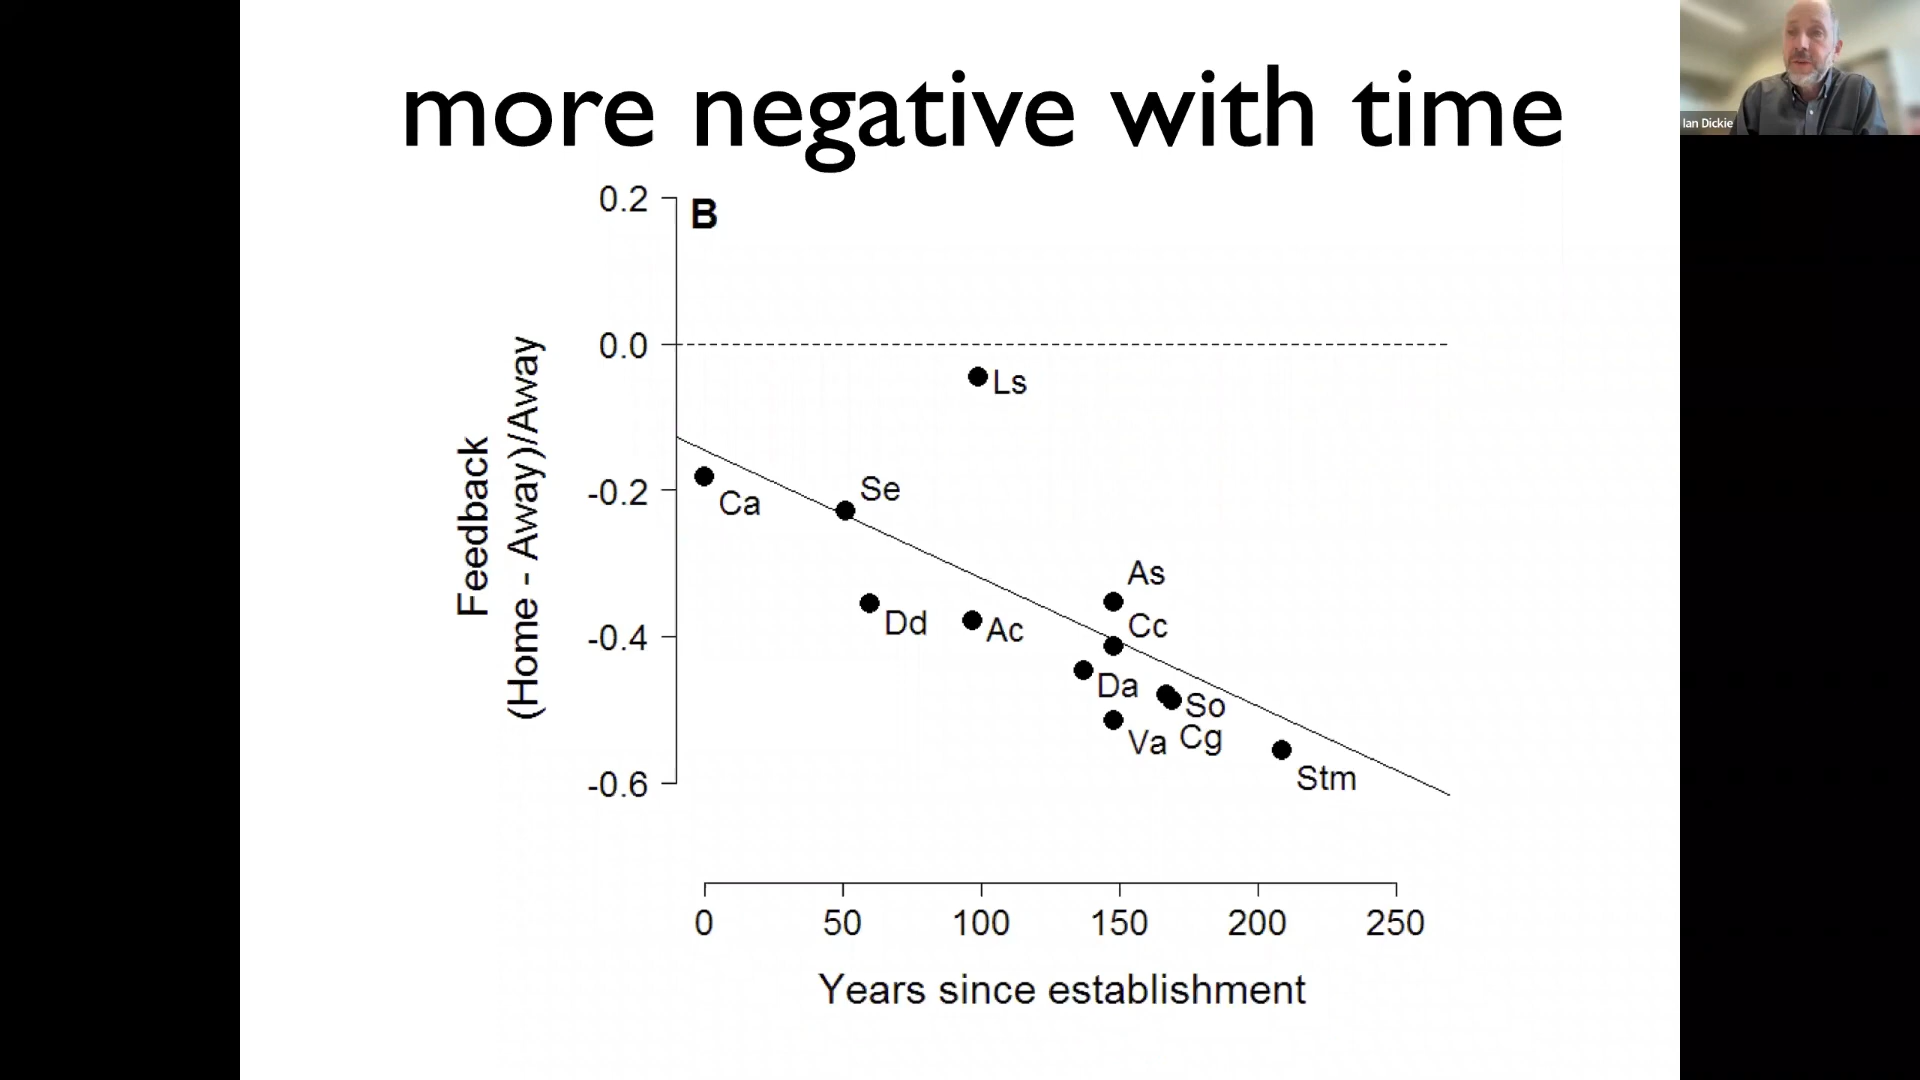 more negative with time
Ian Dickie
B
0.2
0.0
-0.2
-0.4
-0.6
Feedback
(Home - Away)/Away
Ls
Ca
Se
Dd
Ac
As
Cc
Da
So
Va
Cg
Stm
0 50 100 150 200 250
Years since establishment